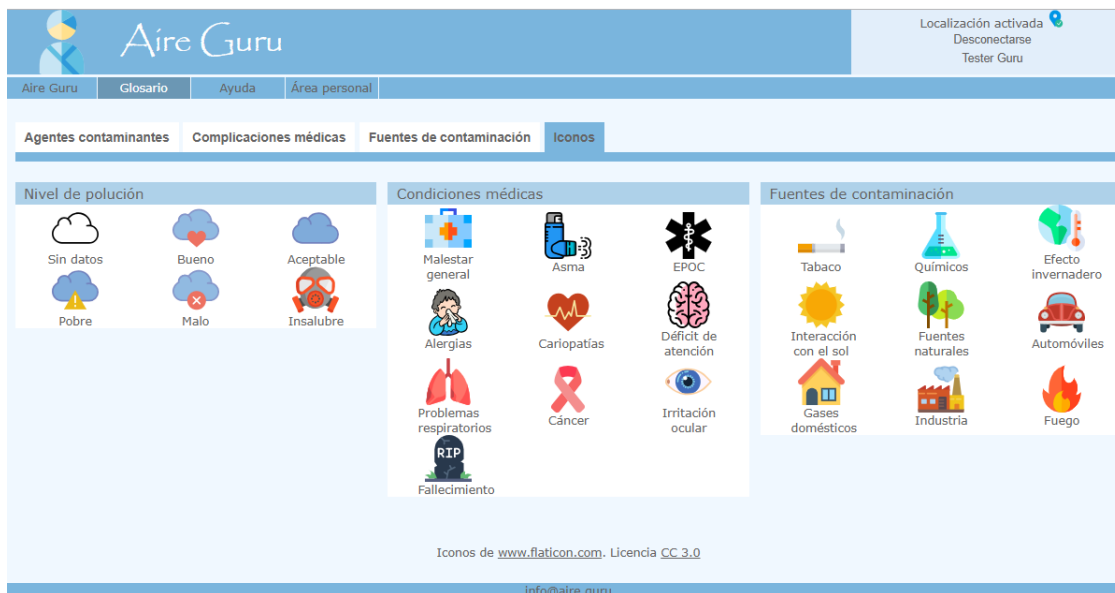 Aire Guru
Localización activada
Desconectarse
Tester Guru
Aire Guru Glosario Ayuda Área personal
Agentes contaminantes Complicaciones médicas Fuentes de contaminación Iconos
Nivel de polución
Sin datos Bueno Aceptable
Pobre Malo Insalubre
Condiciones médicas
Malestar general Asma EPOC
Alergias Cariopatías Déficit de atención
Problemas respiratorios Cáncer Irritación ocular
RIP
Fallecimiento
Fuentes de contaminación
Tabaco Químicos Efecto invernadero
Interacción con el sol Fuentes naturales Automóviles
Gases domésticos Industria Fuego
Iconos de www.flaticon.com. Licencia CC 3.0
info@aire.guru